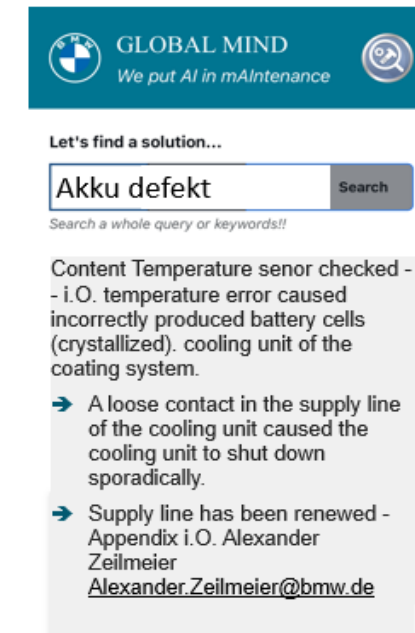 BMW
GLOBAL MIND
We put AI in mAIntenance
Let's find a solution...
Akku defekt
Search
Search a whole query or keywords!!
Content Temperature senor checked -
- i.O. temperature error caused
incorrectly produced battery cells
(crystallized). cooling unit of the
coating system.
➔ A loose contact in the supply line
of the cooling unit caused the
cooling unit to shut down
sporadically.
➔ Supply line has been renewed -
Appendix i.O. Alexander
Zeilmeier
Alexander.Zeilmeier@bmw.de